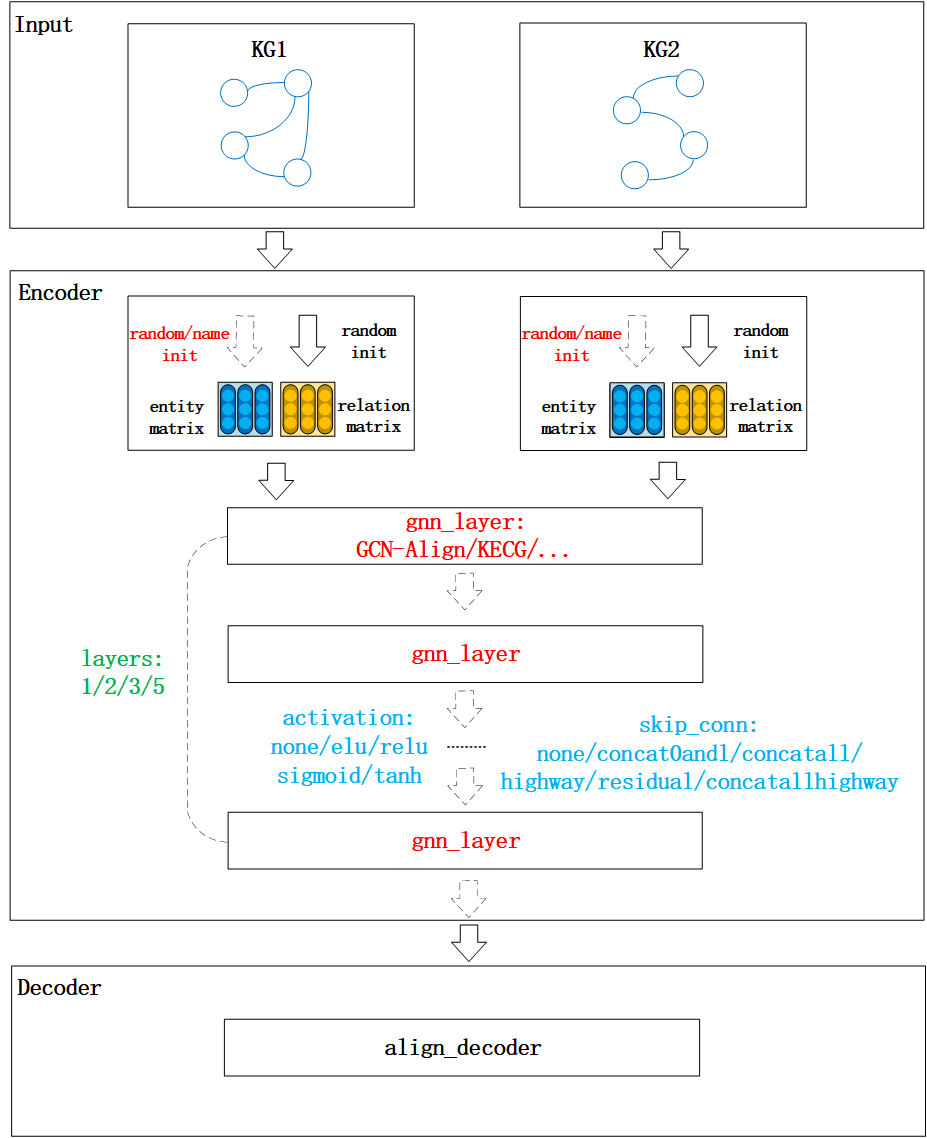 Input
KG1
KG2
Encoder
random/name
init
random
init
entity
matrix
relation
matrix
random/name
init
random
init
entity
matrix
relation
matrix
gnn_layer:
GCN-Align/KECG/...
gnn_layer
layers:
1/2/3/5
activation:
none/elu/relu
sigmoid/tanh
skip_conn:
none/concat0andl/concatall/
highway/residual/concatallhighway
gnn_layer
Decoder
align_decoder